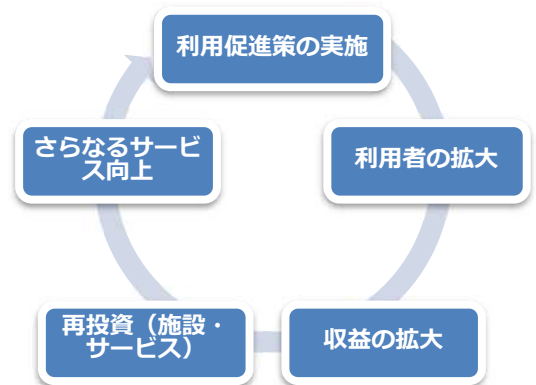 利用促進策の実施
利用者の拡大
収益の拡大
再投資（施設・
サービス）
さらなるサービ
ス向上